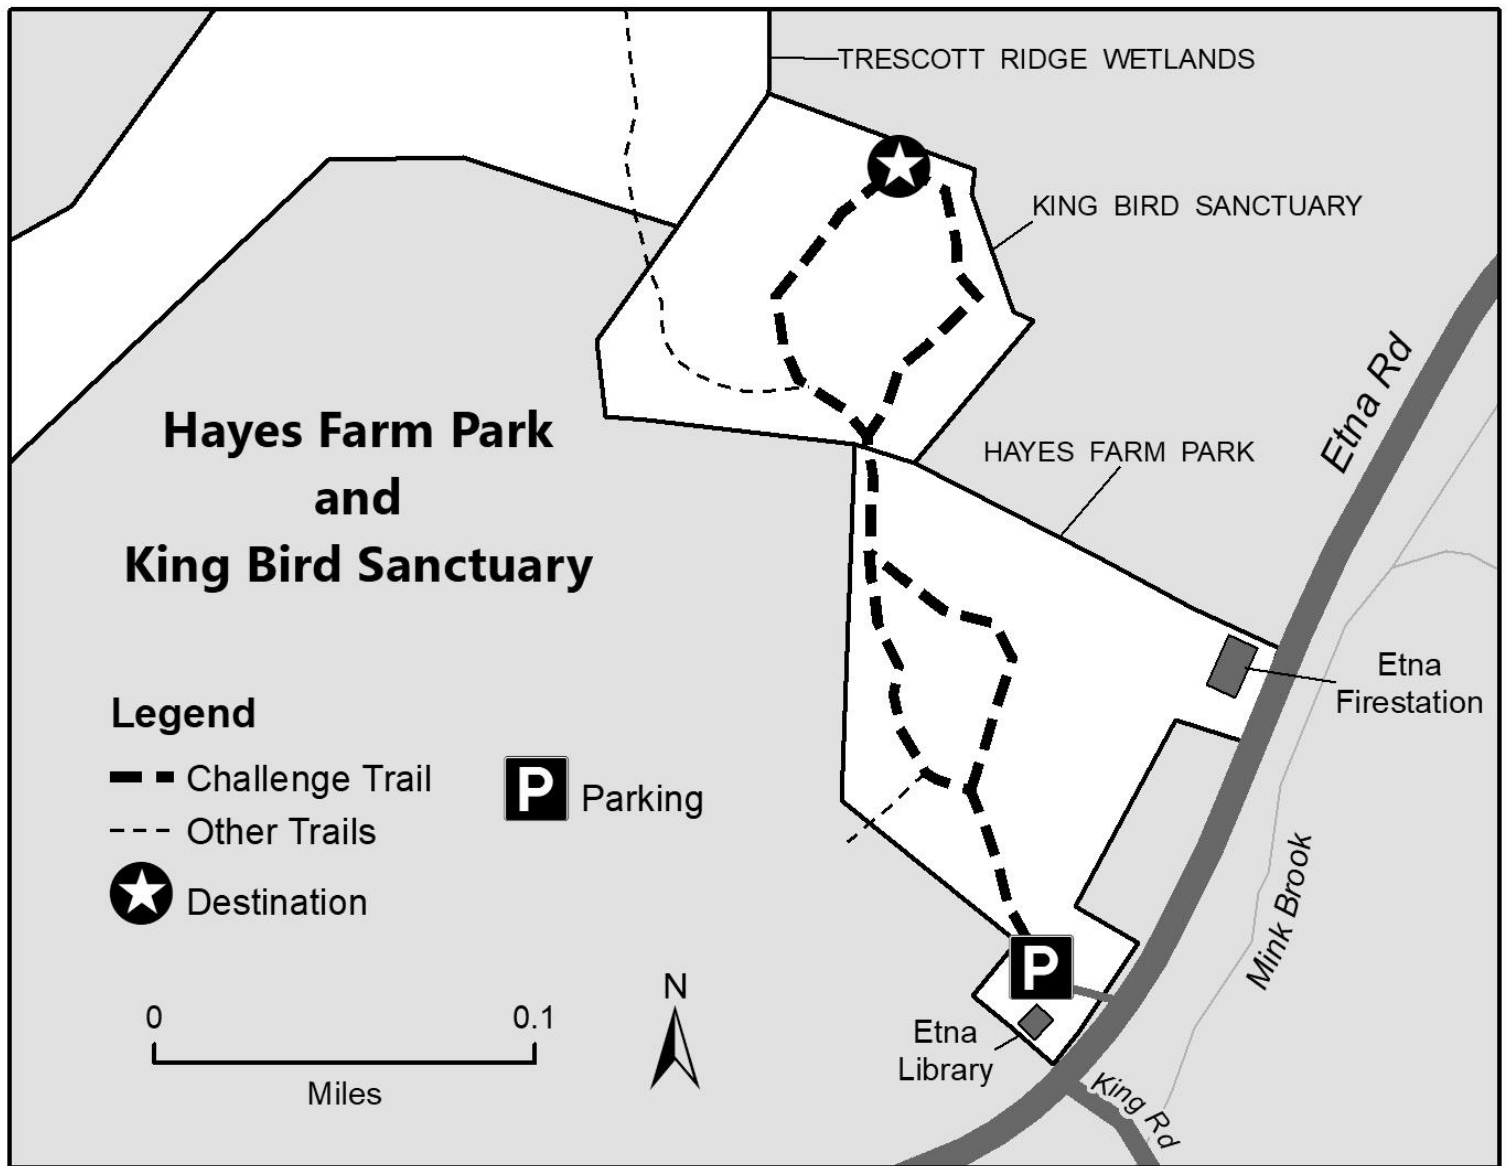 TRESCOTT RIDGE WETLANDS
KING BIRD SANCTUARY
Etna Rd
Hayes Farm Park
and
King Bird Sanctuary
HAYES FARM PARK
Etna
Firestation
Legend
Challenge Trail
Other Trails
Destination
P
Parking
Mink Brook
P
N
0
0.1
Miles
Etna
Library
King Rd